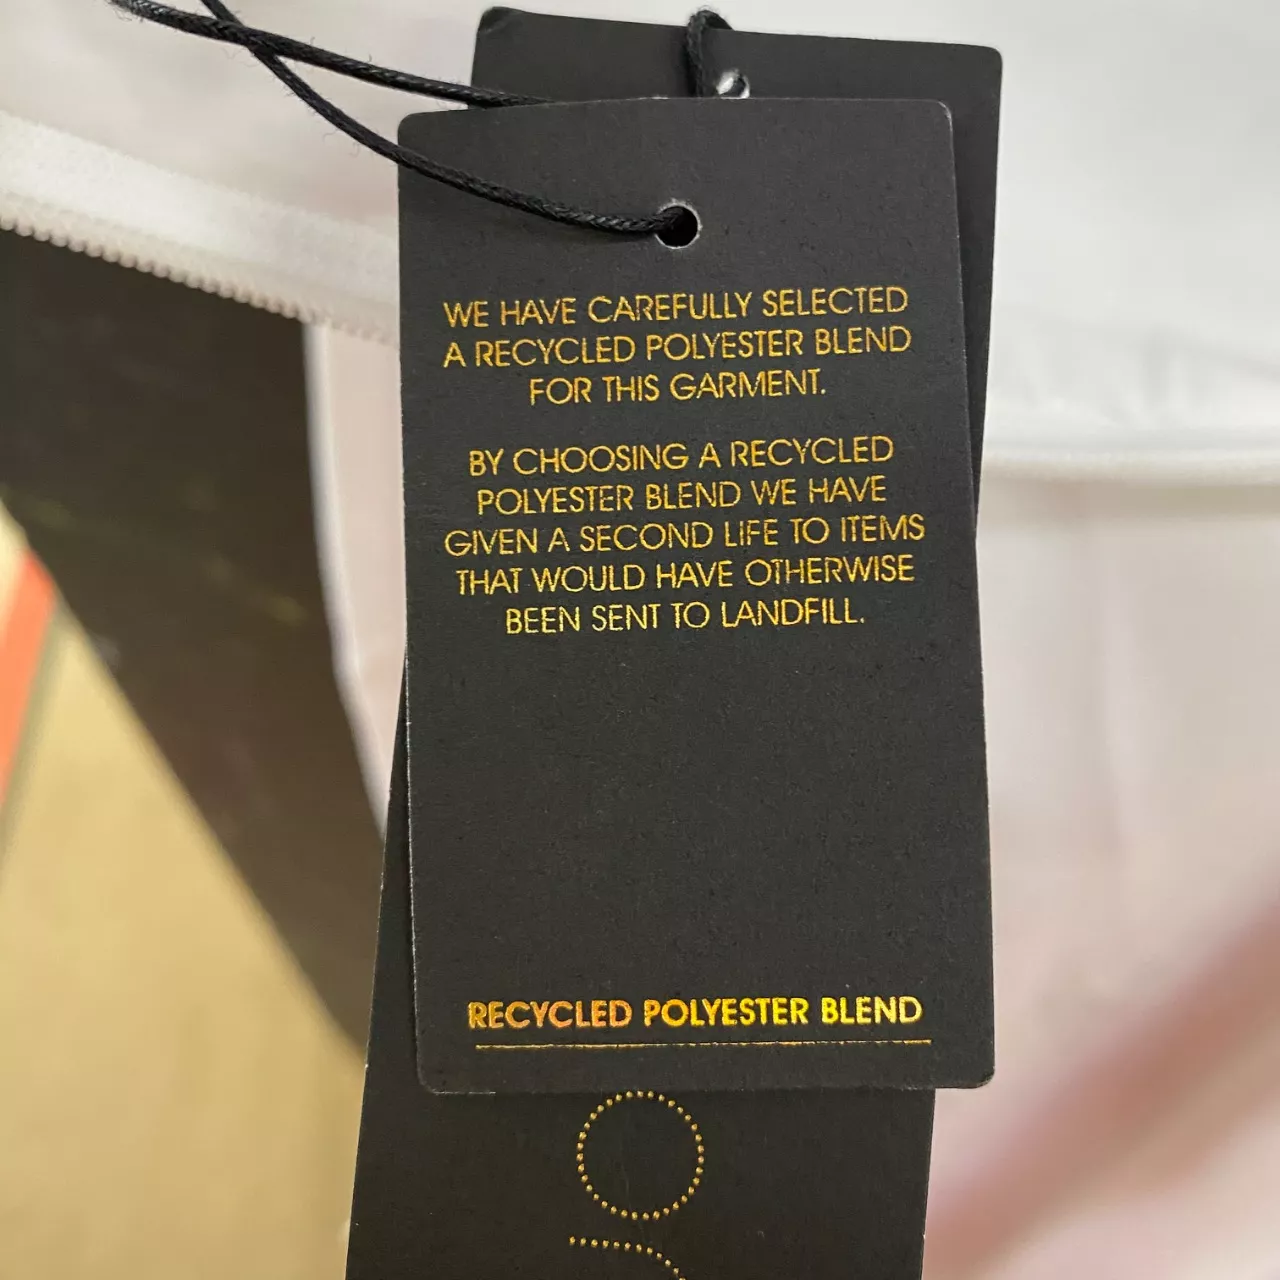 WE HAVE CAREFULLY SELECTED
A RECYCLED POLYESTER BLEND
FOR THIS GARMENT.
BY CHOOSING A RECYCLED
POLYESTER BLEND WE HAVE
GIVEN A SECOND LIFE TO ITEMS
THAT WOULD HAVE OTHERWISE
BEEN SENT TO LANDFILL.
RECYCLED POLYESTER BLEND